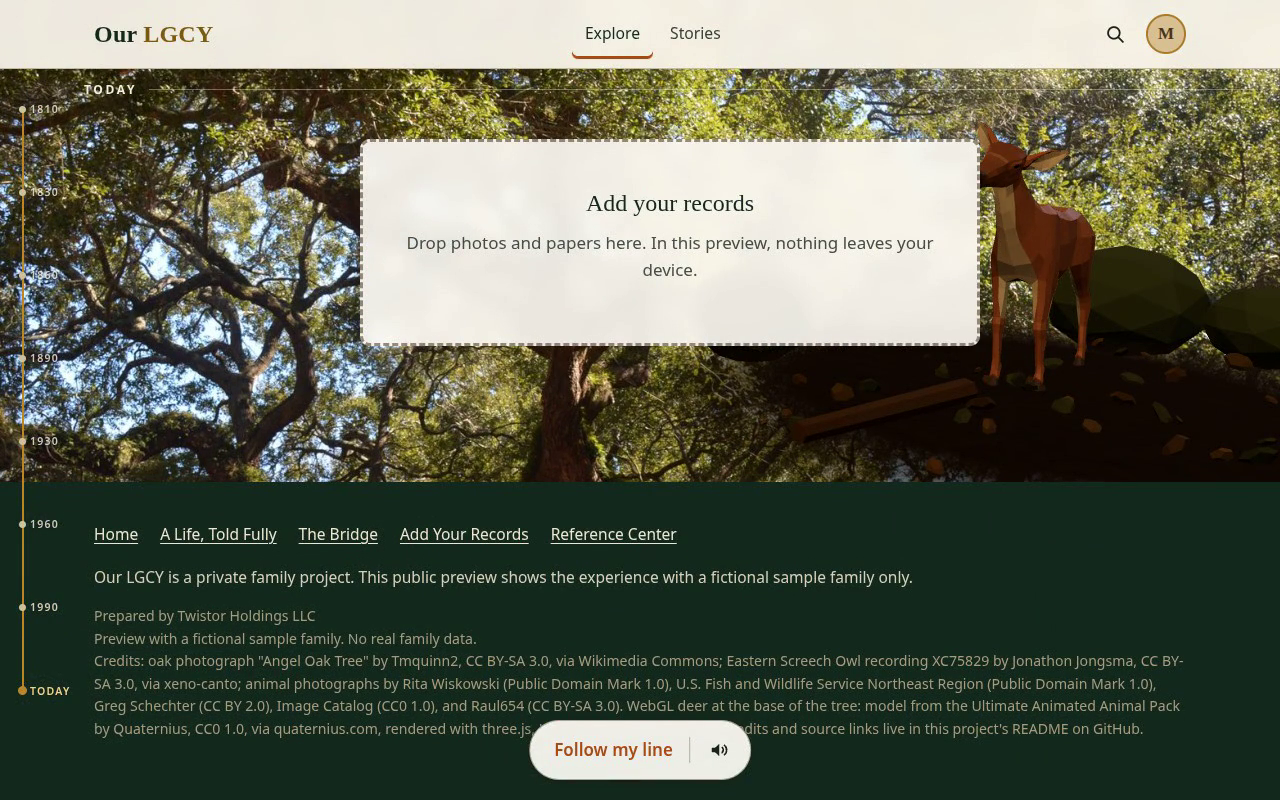 Our LGCY
Explore
Stories
M
TODAY
1810
1830
1860
1890
1930
1960
1990
TODAY
Add your records
Drop photos and papers here. In this preview, nothing leaves your
device.
Home
A Life, Told Fully
The Bridge
Add Your Records
Reference Center
Our LGCY is a private family project. This public preview shows the experience with a fictional sample family only.
Prepared by Twistor Holdings LLC
Preview with a fictional sample family. No real family data.
Credits: oak photograph "Angel Oak Tree" by Tmquinn2, CC BY-SA 3.0, via Wikimedia Commons; Eastern Screech Owl recording XC75829 by Jonathon Jongsma, CC BY-
SA 3.0, via xeno-canto; animal photographs by Rita Wiskowski (Public Domain Mark 1.0), U.S. Fish and Wildlife Service Northeast Region (Public Domain Mark 1.0),
Greg Schechter (CC BY 2.0), Image Catalog (CC0 1.0), and Raul654 (CC BY-SA 3.0). WebGL deer at the base of the tree: model from the Ultimate Animated Animal Pack
by Quaternius, CC0 1.0, via quaternius.com, rendered with three.js. and source links live in this project's README on GitHub.
Follow my line